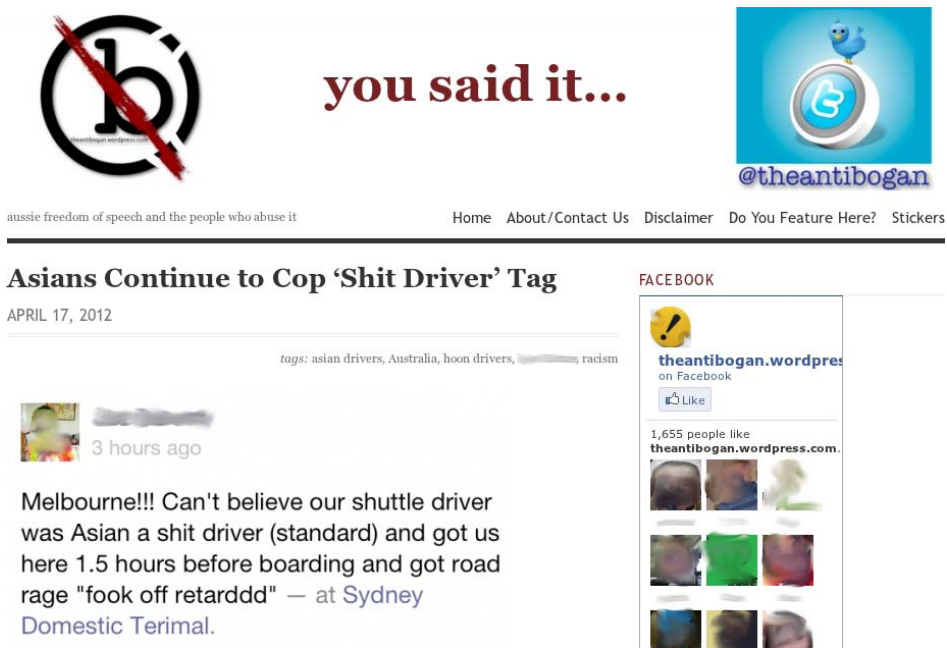 b
theantibogan.wordpress.com
you said it...
@theantibogan
aussie freedom of speech and the people who abuse it
Home About/Contact Us Disclaimer Do You Feature Here? Stickers
Asians Continue to Cop ‘Shit Driver’ Tag
APRIL 17, 2012
tags: asian drivers, Australia, hoon drivers, , racism
3 hours ago
Melbourne!!! Can't believe our shuttle driver
was Asian a shit driver (standard) and got us
here 1.5 hours before boarding and got road
rage "fook off retarddd" — at Sydney
Domestic Terimal.
FACEBOOK
theantibogan.wordpres
on Facebook
Like
1,655 people like
theantibogan.wordpress.com.